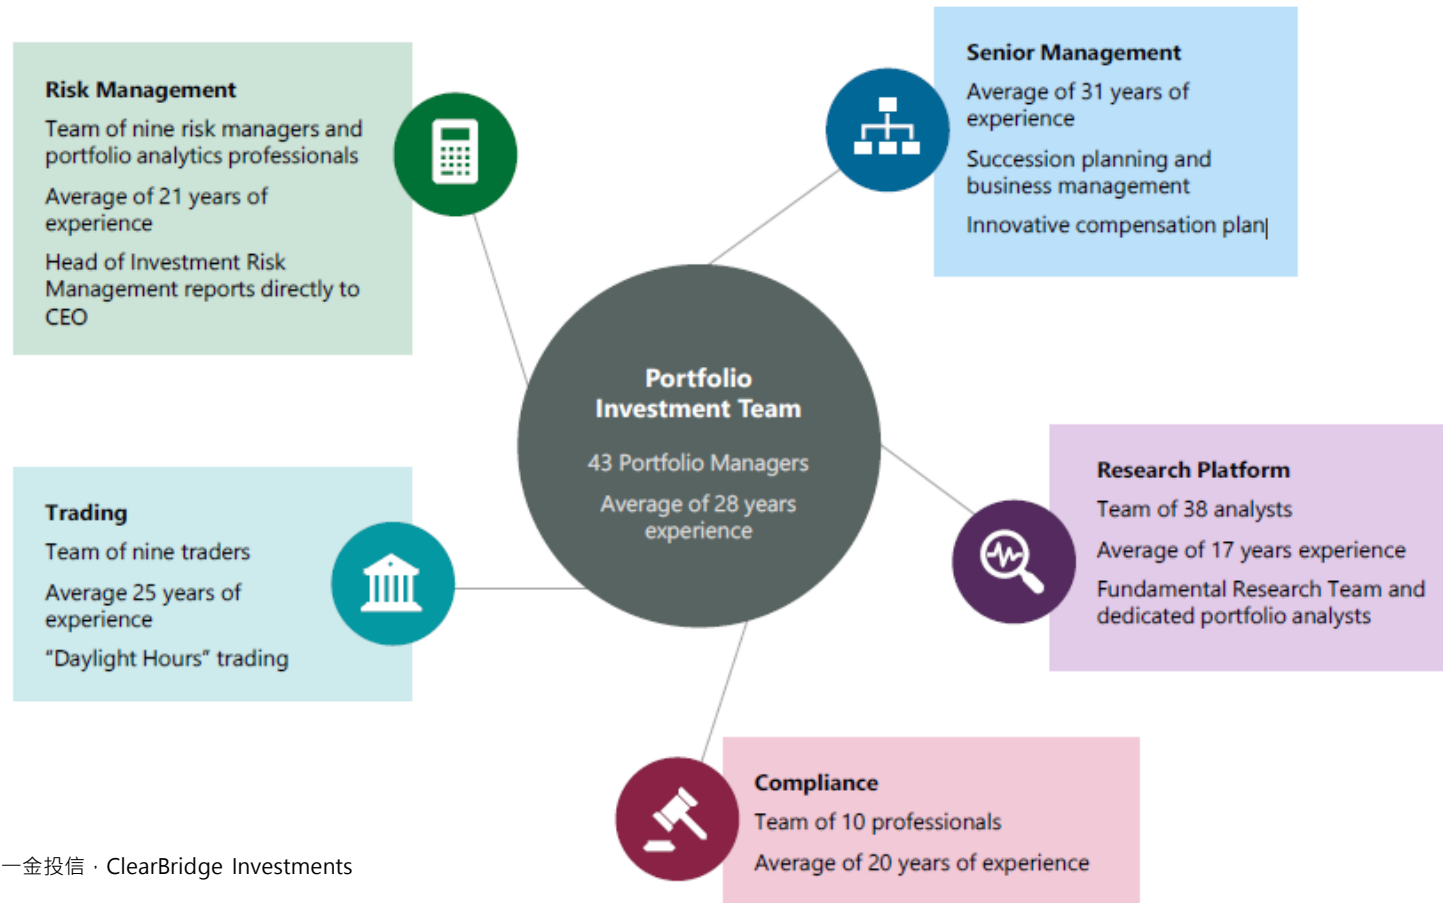 Risk Management
Team of nine risk managers and
portfolio analytics professionals
Average of 21 years of
experience
Head of Investment Risk
Management reports directly to
CEO
Senior Management
Average of 31 years of
experience
Succession planning and
business management
Innovative compensation plan
Portfolio
Investment Team
43 Portfolio Managers
Average of 28 years
experience
Trading
Team of nine traders
Average 25 years of
experience
“Daylight Hours” trading
Research Platform
Team of 38 analysts
Average of 17 years experience
Fundamental Research Team and
dedicated portfolio analysts
Compliance
Team of 10 professionals
Average of 20 years of experience
一金投信 · ClearBridge Investments